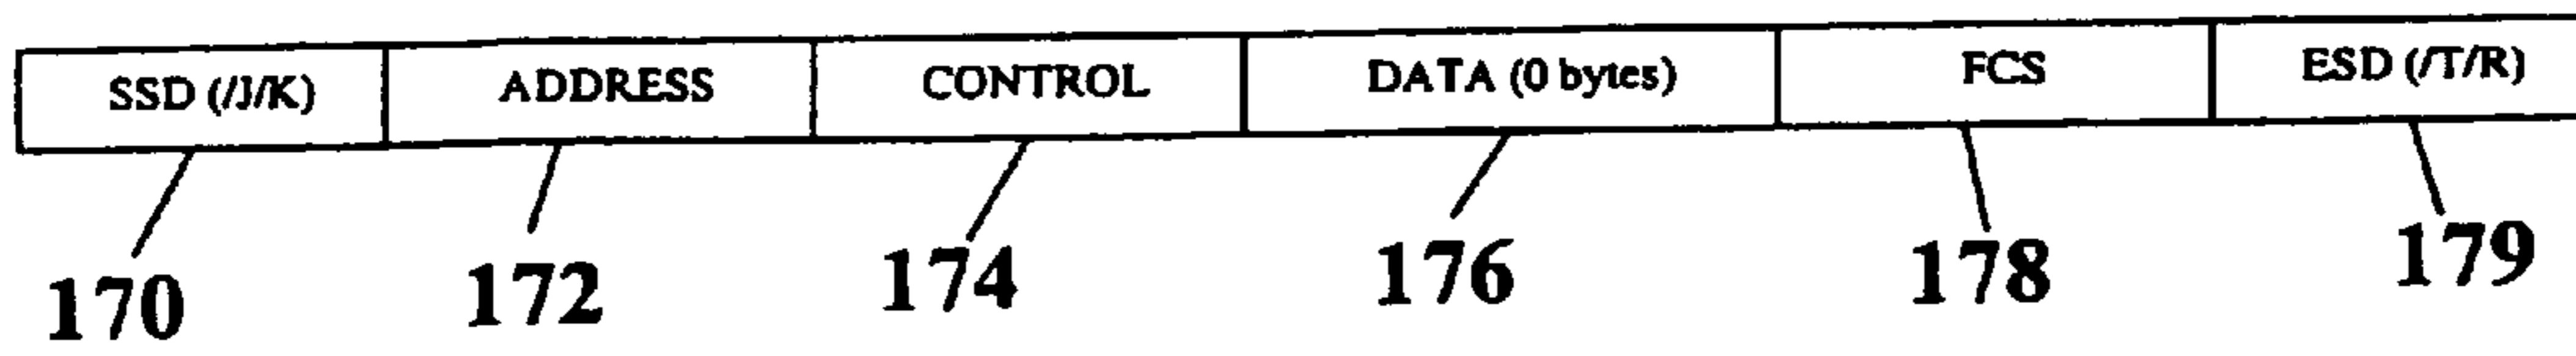 SSD (/J/K) ADDRESS CONTROL DATA (0 bytes) FCS ESD (/T/R)
170 172 174 176 178 179